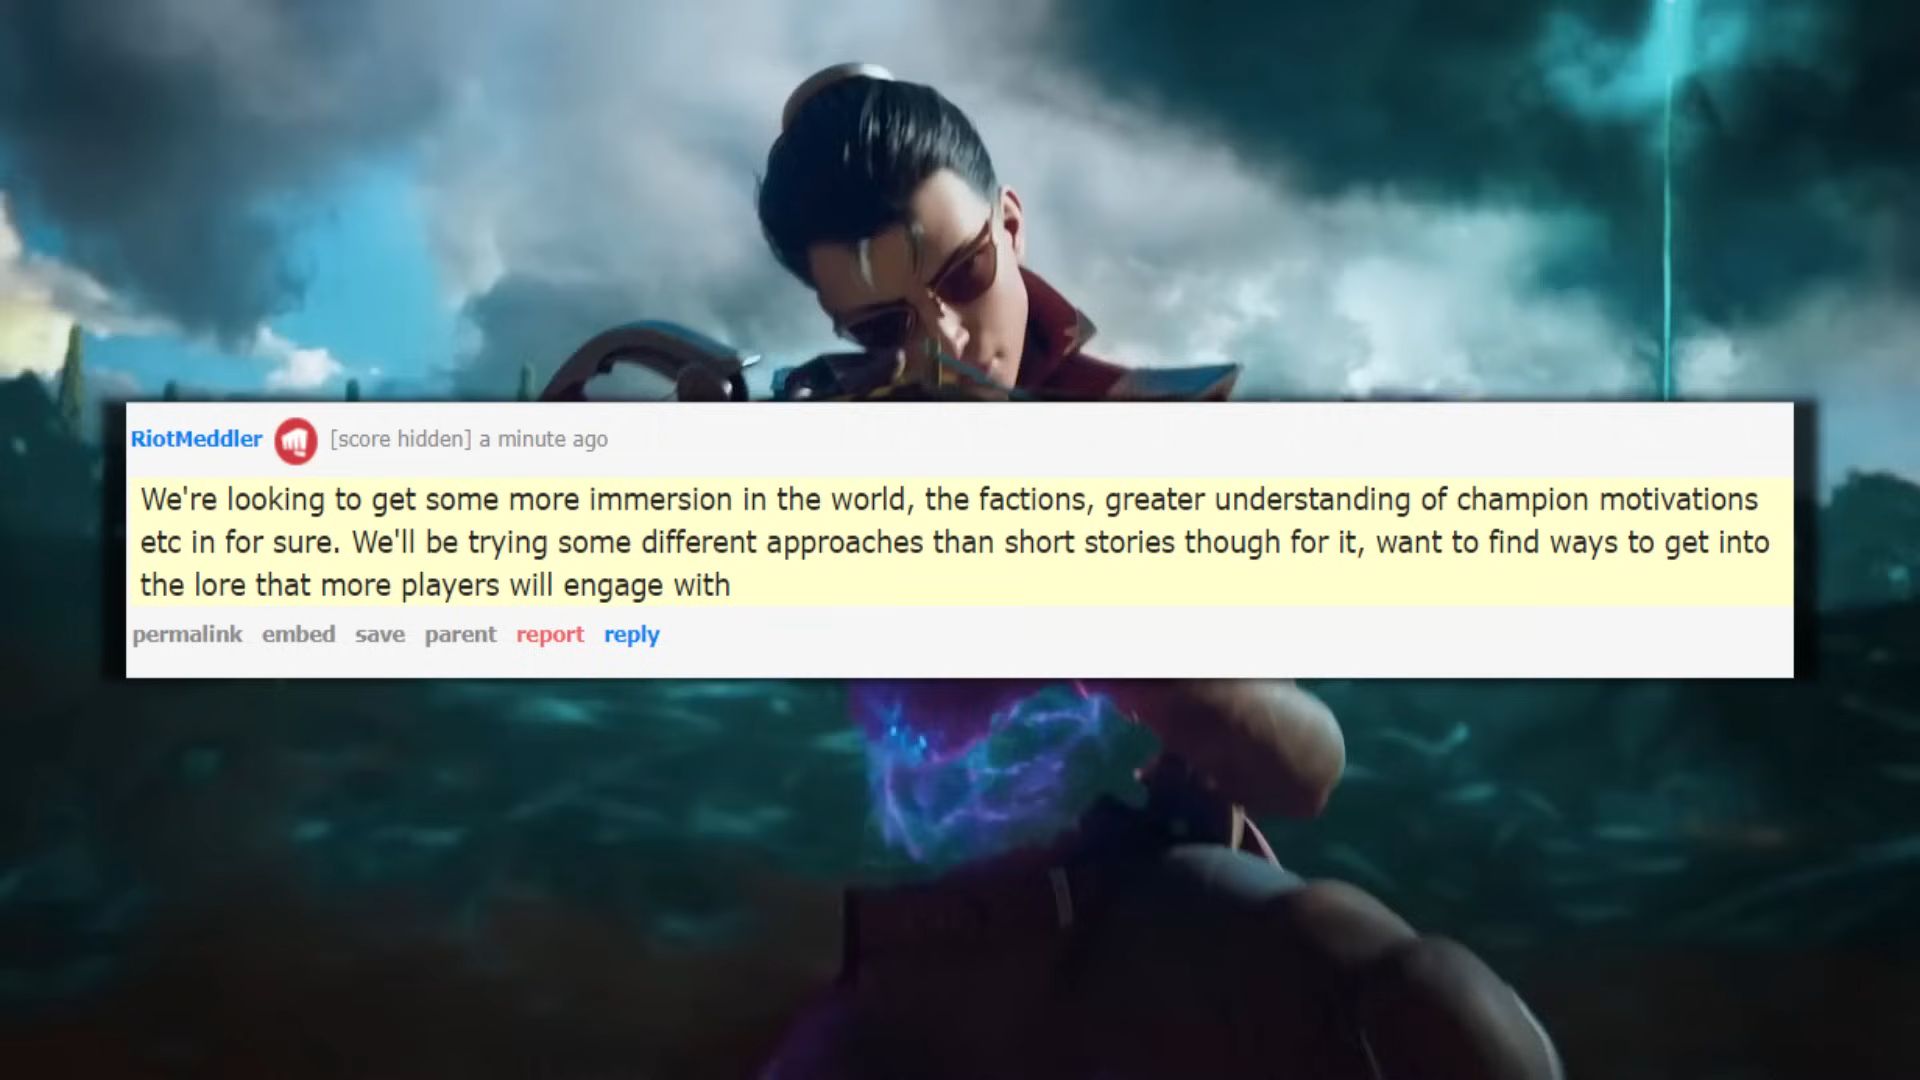 RiotMeddler [score hidden] a minute ago
We're looking to get some more immersion in the world, the factions, greater understanding of champion motivations
etc in for sure. We'll be trying some different approaches than short stories though for it, want to find ways to get into
the lore that more players will engage with
permalink embed save parent report reply